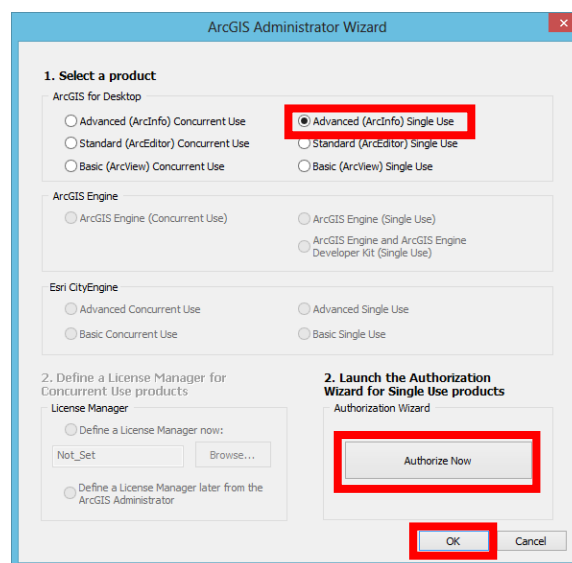 ArcGIS Administrator Wizard
1. Select a product
ArcGIS for Desktop
Advanced (ArcInfo) Concurrent Use
Advanced (ArcInfo) Single Use
Standard (ArcEditor) Concurrent Use
Standard (ArcEditor) Single Use
Basic (ArcView) Concurrent Use
Basic (ArcView) Single Use
ArcGIS Engine
ArcGIS Engine (Concurrent Use)
ArcGIS Engine (Single Use)
ArcGIS Engine and ArcGIS Engine
Developer Kit (Single Use)
Esri CityEngine
Advanced Concurrent Use
Advanced Single Use
Basic Concurrent Use
Basic Single Use
2. Define a License Manager for
Concurrent Use products
License Manager
Define a License Manager now:
Not_Set
Browse...
Define a License Manager later from the
ArcGIS Administrator
2. Launch the Authorization
Wizard for Single Use products
Authorization Wizard
Authorize Now
OK
Cancel